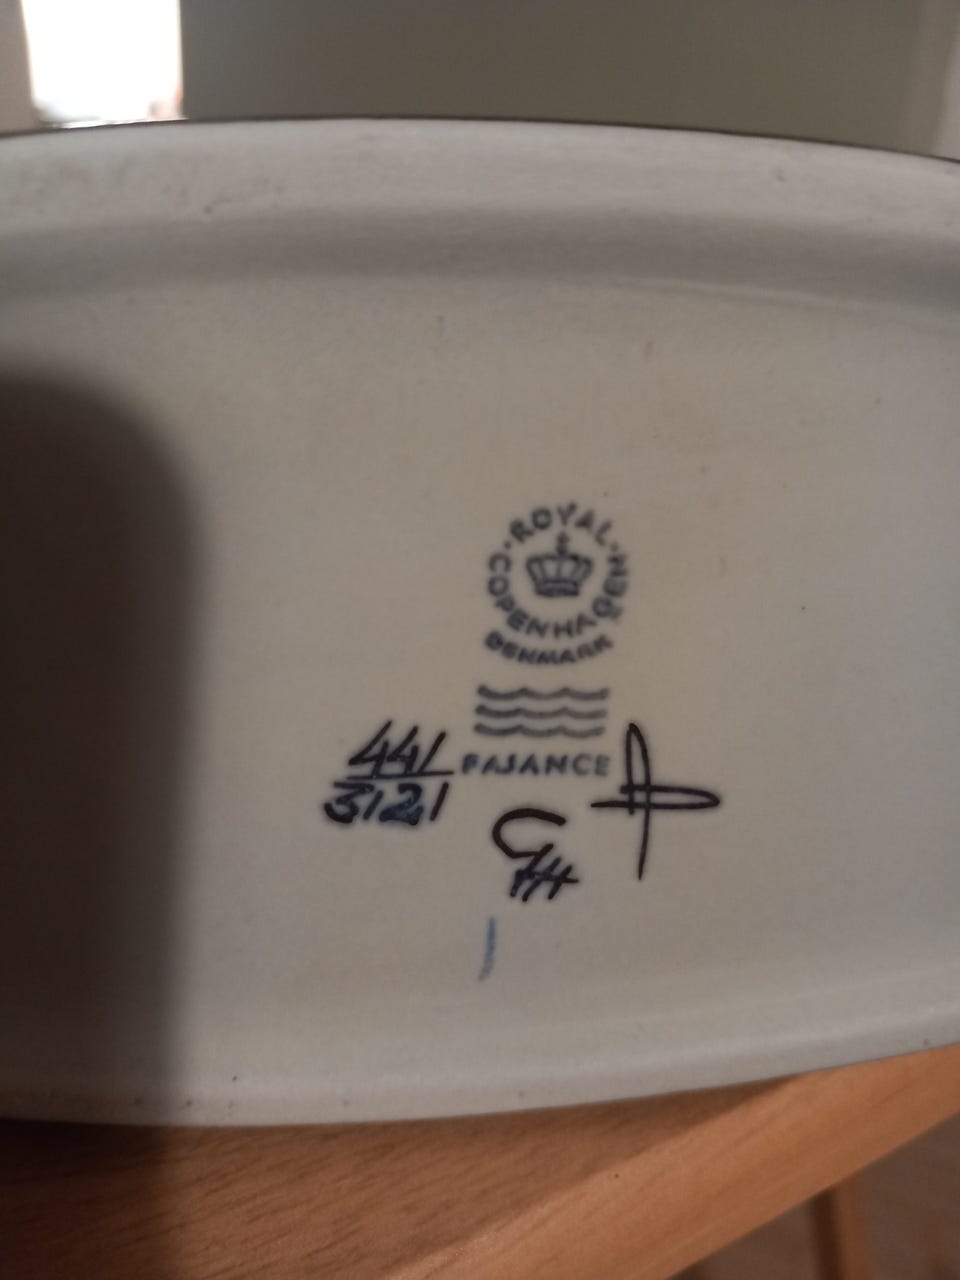 ROYAL
COPENHAGEN
DENMARK
FAJANCE
441
3121